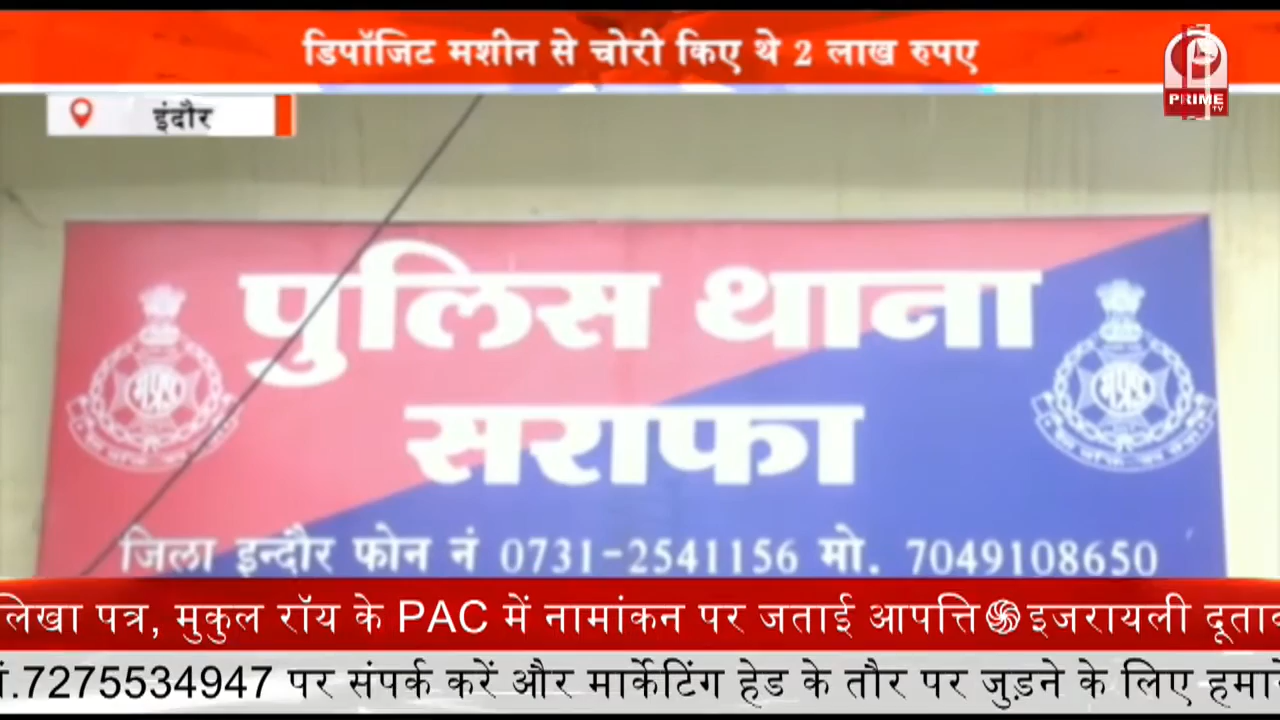 डिपॉजिट मशीन से चोरी किए थे 2 लाख रुपए
PRIME
TV
इंदौर
पुलिस थाना
सराफा
जिला इन्दौर फोन नं 0731-2541156 मो. 7049108650
लिखा पत्र, मुकुल रॉय के PAC में नामांकन पर जताई आपत्ति इजरायली
7275534947 पर संपर्क करें और मार्केटिंग हेड के तौर पर जुड़ने के लिए